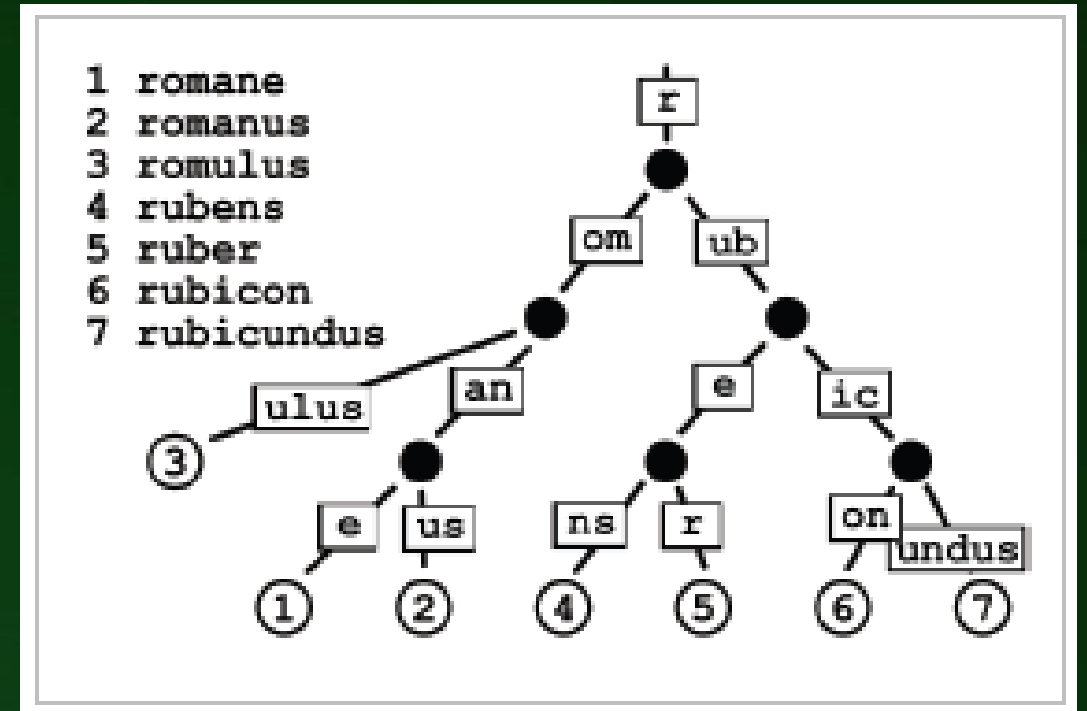 1 romane
2 romanus
3 romulus
4 rubens
5 ruber
6 rubicon
7 rubicundus
r
om
ub
ulus
an
e
ic
3
e
us
ns
r
on
undus
1
2
4
5
6
7